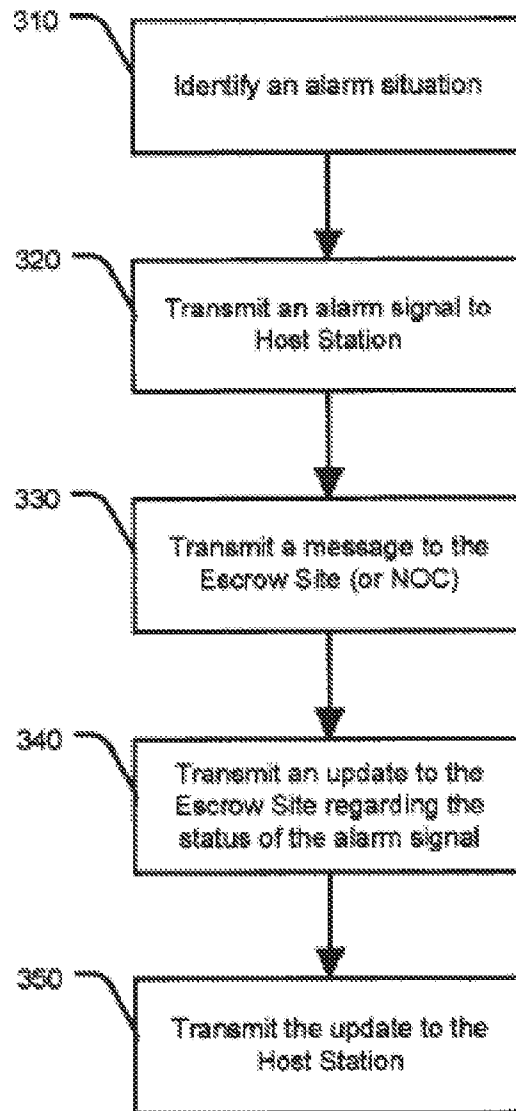 310
Identify an alarm situation
320
Transmit an alarm signal to
Host Station
330
Transmit a message to the
Escrow Site (or NOC)
340
Transmit an update to the
Escrow Site regarding the
status of the alarm signal
350
Transmit the update to the
Host Station